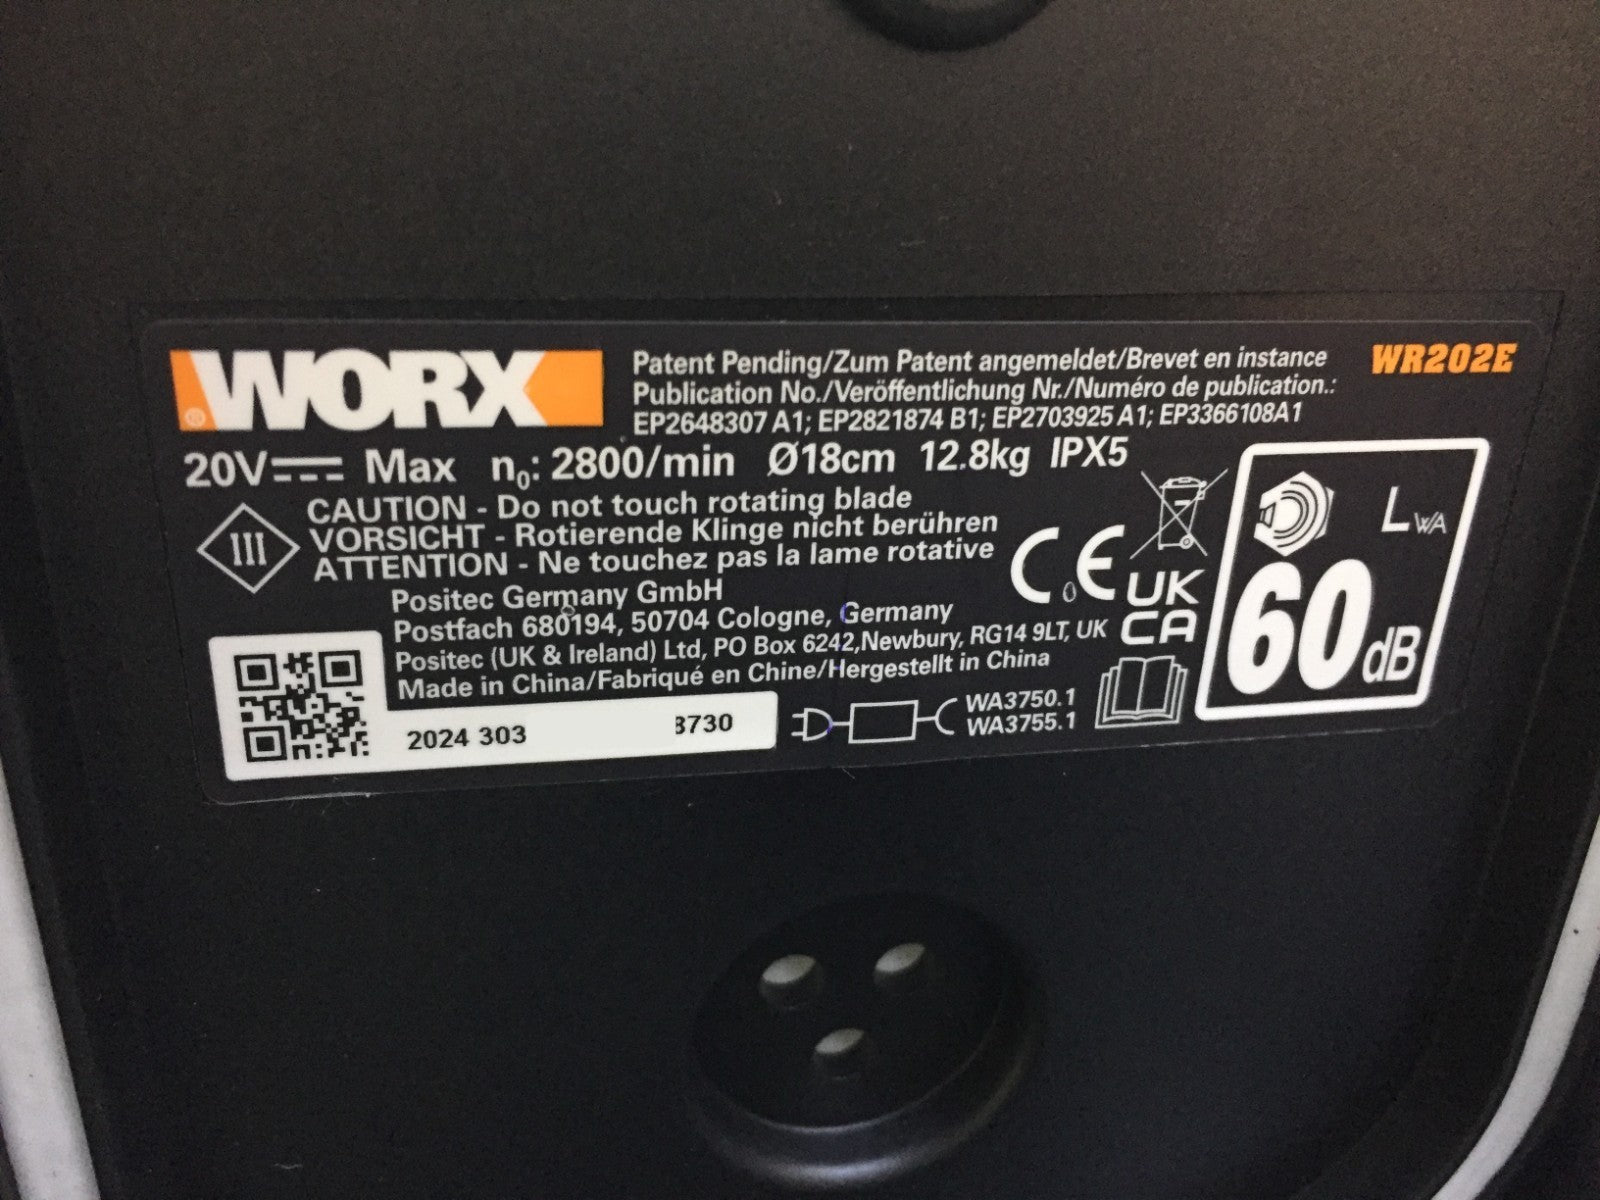 WORX
Patent Pending/Zum Patent angemeldet/Brevet en instance
WR202E
Publication No./Veröffentlichung Nr./Numéro de publication.:
EP2648307 A1; EP2821874 B1; EP2703925 A1; EP3366108A1
20V Max n0: 2800/min Ø18cm 12.8kg IPX5
III
CAUTION - Do not touch rotating blade
VORSICHT - Rotierende Klinge nicht berühren
ATTENTION - Ne touchez pas la lame rotative
CE
UK
CA
LWA
60dB
Positec Germany GmbH
Postfach 680194, 50704 Cologne, Germany
Positec (UK & Ireland) Ltd, PO Box 6242,Newbury, RG14 9LT, UK
Made in China/Fabriqué en Chine/Hergestellt in China
2024 303
3730
WA3750.1
WA3755.1